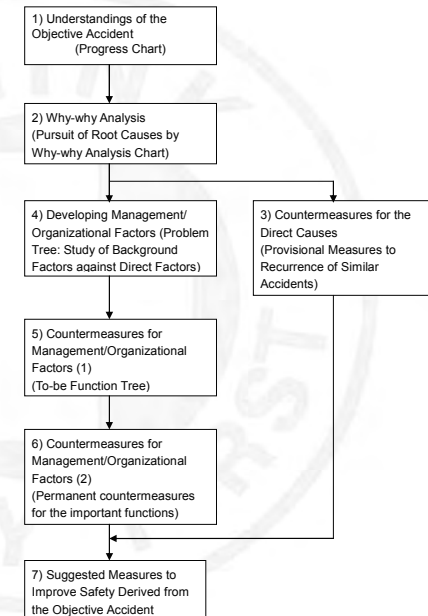 1) Understandings of the
Objective Accident
(Progress Chart)
2) Why-why Analysis
(Pursuit of Root Causes by
Why-why Analysis Chart)
4) Developing Management/
Organizational Factors (Problem
Tree: Study of Background
Factors against Direct Factors)
3) Countermeasures for the
Direct Causes
(Provisional Measures to
Recurrence of Similar
Accidents)
5) Countermeasures for
Management/Organizational
Factors (1)
(To-be Function Tree)
6) Countermeasures for
Management/Organizational
Factors (2)
(Permanent countermeasures
for the important functions)
7) Suggested Measures to
Improve Safety Derived from
the Objective Accident